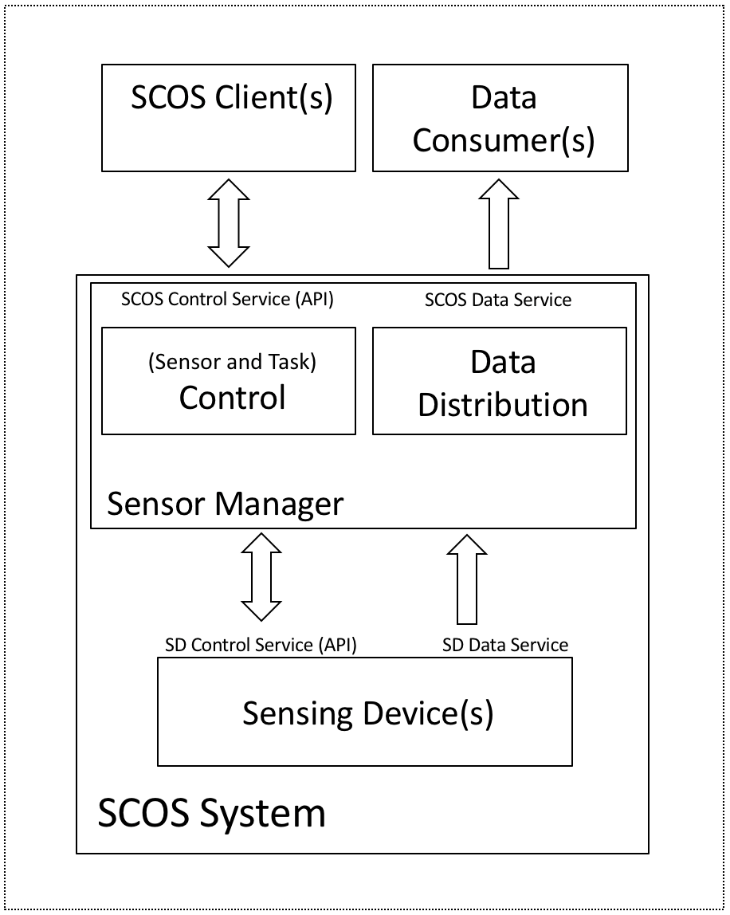 SCOS Client(s)
Data
Consumer(s)
SCOS Control Service (API)
SCOS Data Service
(Sensor and Task)
Control
Data
Distribution
Sensor Manager
SD Control Service (API)
SD Data Service
Sensing Device(s)
SCOS System